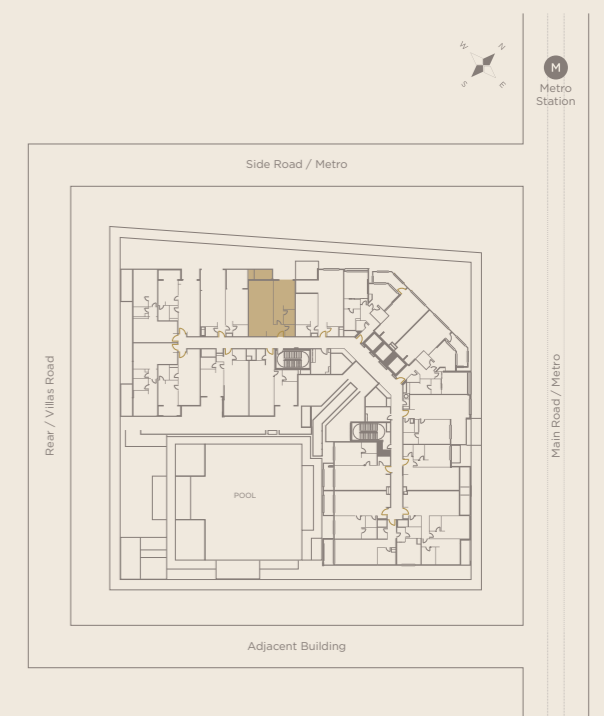 W
N
S
E
M
Metro
Station
Side Road / Metro
Rear / Villas Road
Main Road / Metro
POOL
Adjacent Building